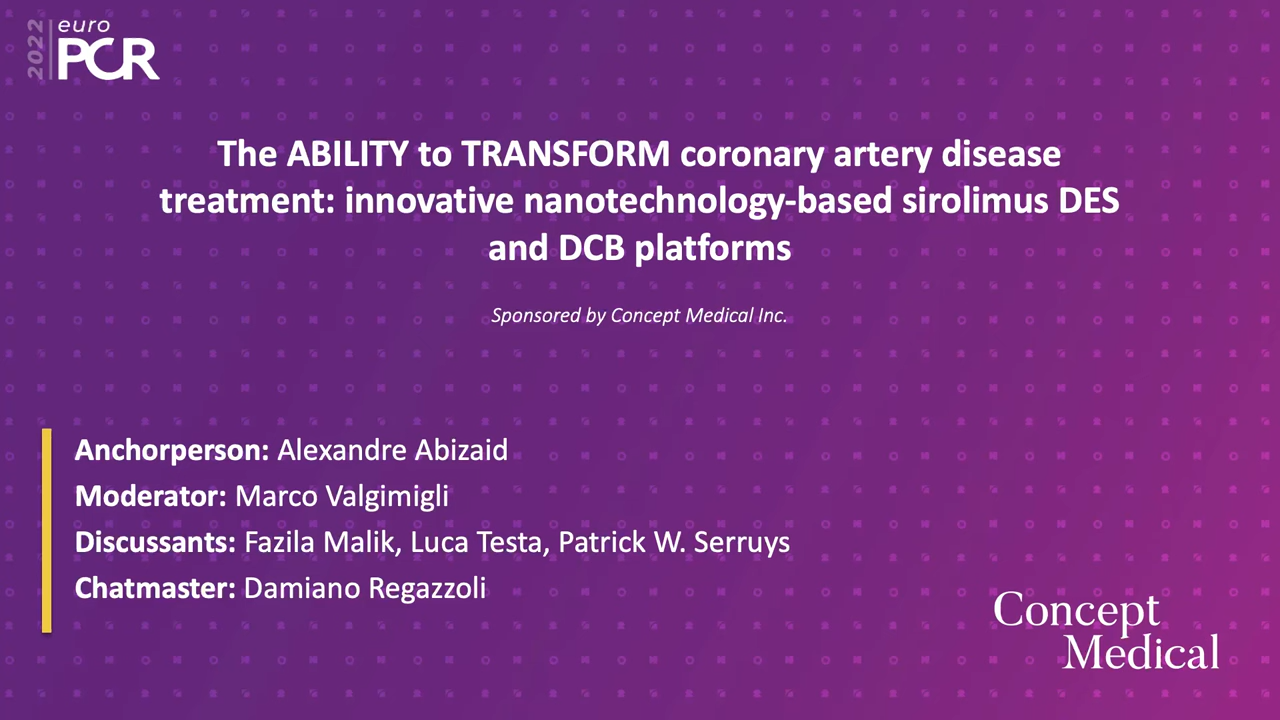 2022
euro
PCR
The ABILITY to TRANSFORM coronary artery disease
treatment: innovative nanotechnology-based sirolimus DES
and DCB platforms
Sponsored by Concept Medical Inc.
Anchorperson: Alexandre Abizaid
Moderator: Marco Valgimigli
Discussants: Fazila Malik, Luca Testa, Patrick W. Serruys
Chatmaster: Damiano Regazzoli
Concept
Medical